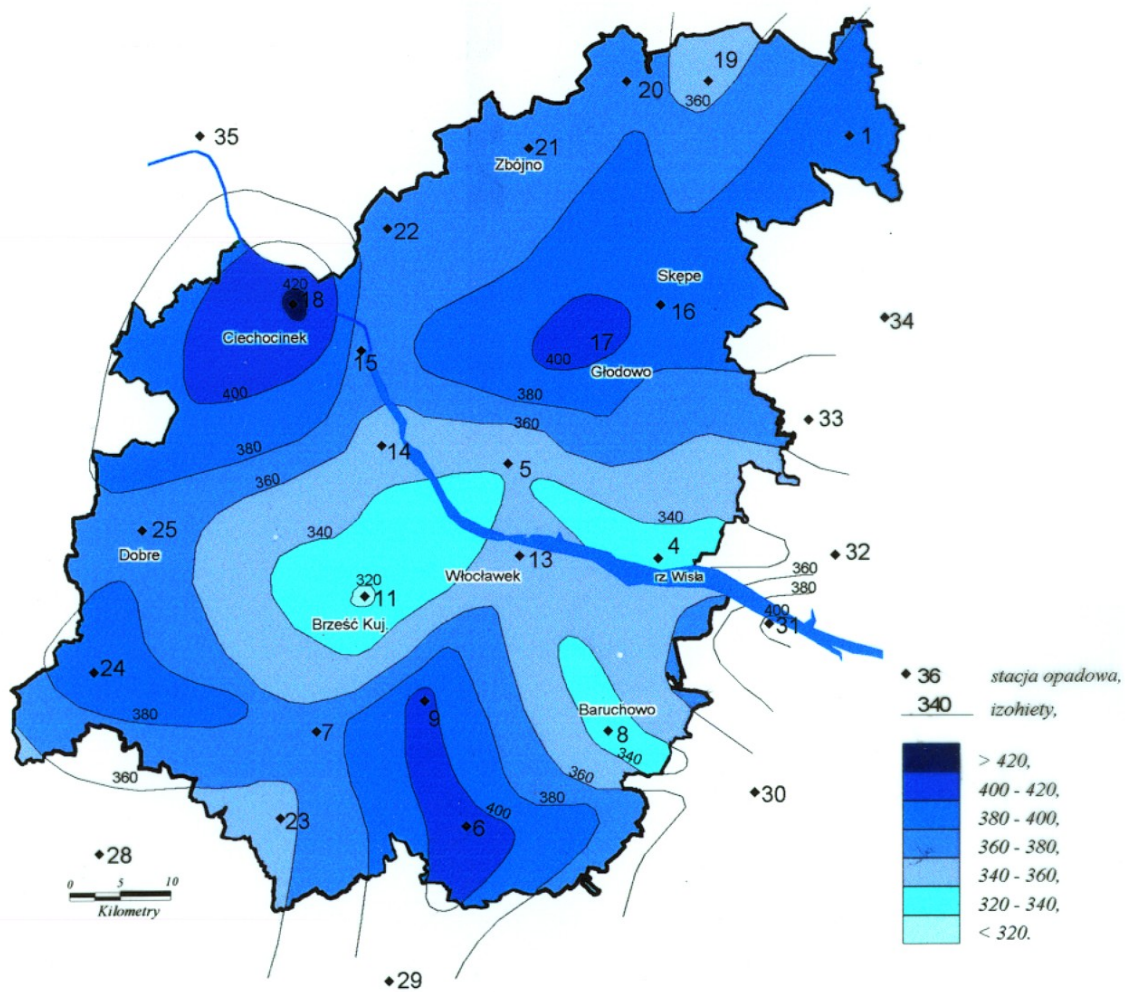 19
360
20
1
35
21
Zbójno
22
Skępe
16
420
18
34
Ciechocinek
17
400
Głodowo
15
400
380
33
360
380
14
5
360
25
340
340
Dobre
4
32
13
Włocławek
rz. Wisła
360
380
320
11
400
31
Brześć Kuj.
24
36 stacja opadowa,
380
9
Baruchowo
340 izohiety,
7
8
340
360
360
> 420,
30
400 - 420,
400
380
23
6
380 - 400,
360 - 380,
28
340 - 360,
0 5 10
Kilometry
320 - 340,
< 320.
29